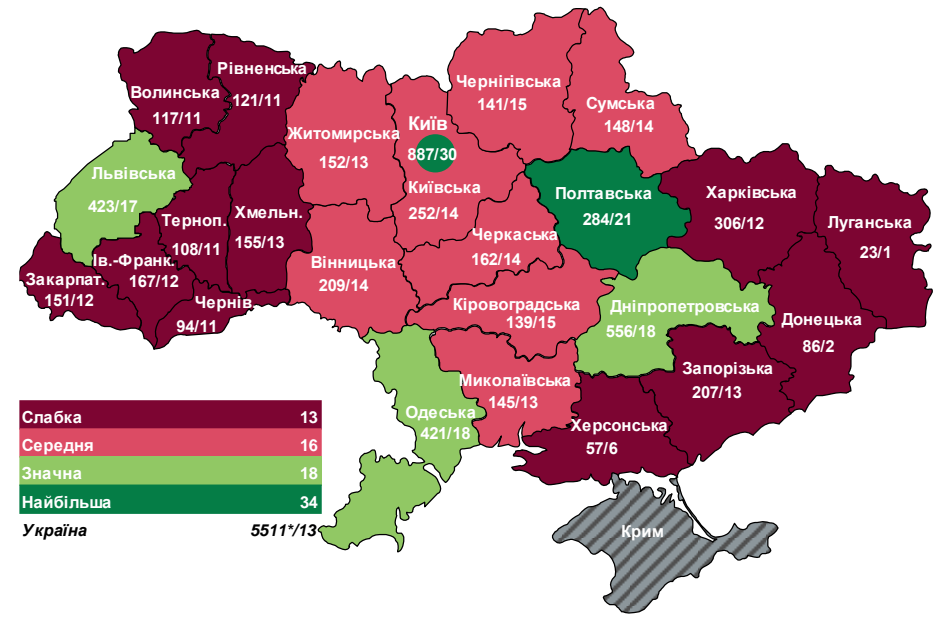 Волинська
117/11
Рівненська
121/11
Житомирська
152/13
Київ
887/30
Київська
252/14
Чернігівська
141/15
Сумська
148/14
Львівська
423/17
Терноп.
108/11
Хмельн.
155/13
Полтавська
284/21
Харківська
306/12
Луганська
23/1
Закарпат.
151/12
Ів.-Франк.
167/12
Чернів.
94/11
Вінницька
209/14
Черкаська
162/14
Кіровоградська
139/15
Дніпропетровська
556/18
Донецька
86/2
Запорізька
207/13
Миколаївська
145/13
Одеська
421/18
Херсонська
57/6
Крим
Слабка 13
Середня 16
Значна 18
Найбільша 34
Україна 5511*/13